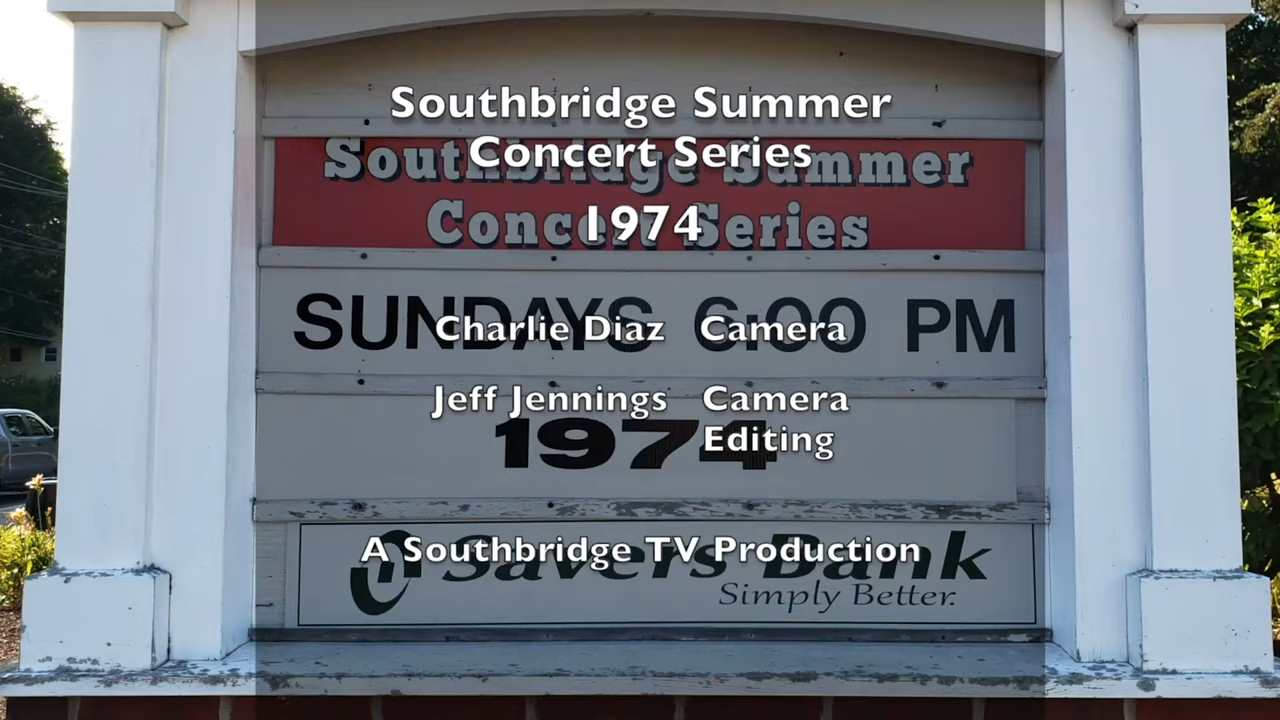 Southbridge Summer
Concert Series
1974
Charlie Diaz Camera
Jeff Jennings Camera
Editing
A Southbridge TV Production
Southbridge Summer
Concert Series
SUNDAYS 6:00 PM
1974
Savers Bank
Simply Better.